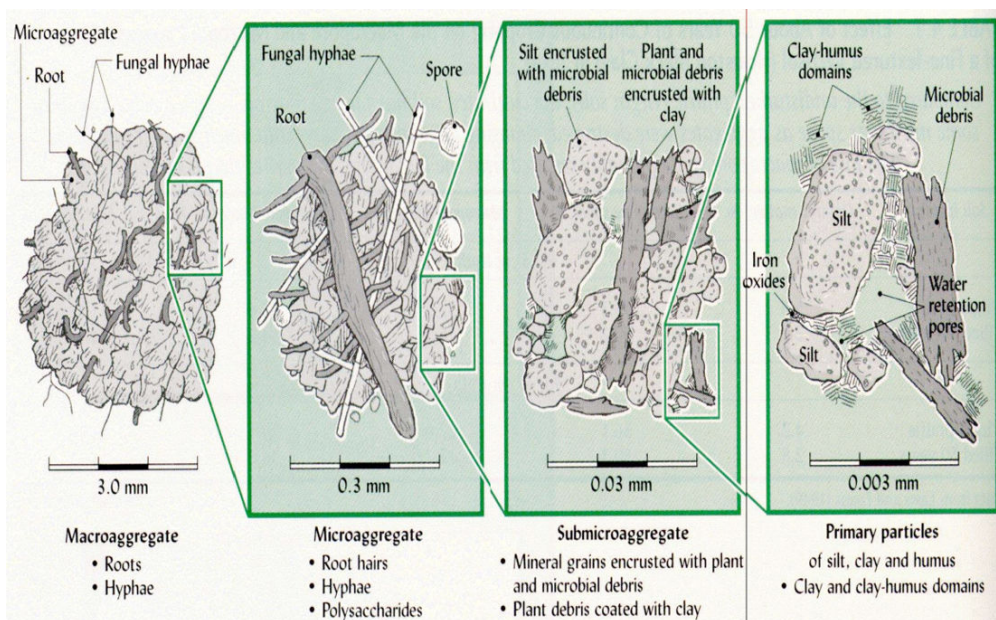 Microaggregate
Root
Fungal hyphae
3.0 mm
Macroaggregate
• Roots
• Hyphae
Fungal hyphae
Spore
Root
0.3 mm
Microaggregate
• Root hairs
• Hyphae
• Polysaccharides
Silt encrusted
with microbial
debris
Plant and
microbial debris
encrusted with
clay
0.03 mm
Submicroaggregate
• Mineral grains encrusted with plant
and microbial debris
• Plant debris coated with clay
Clay-humus
domains
Microbial
debris
Silt
Iron
oxides
Water
retention
pores
Silt
0.003 mm
Primary particles
of silt, clay and humus
• Clay and clay-humus domains